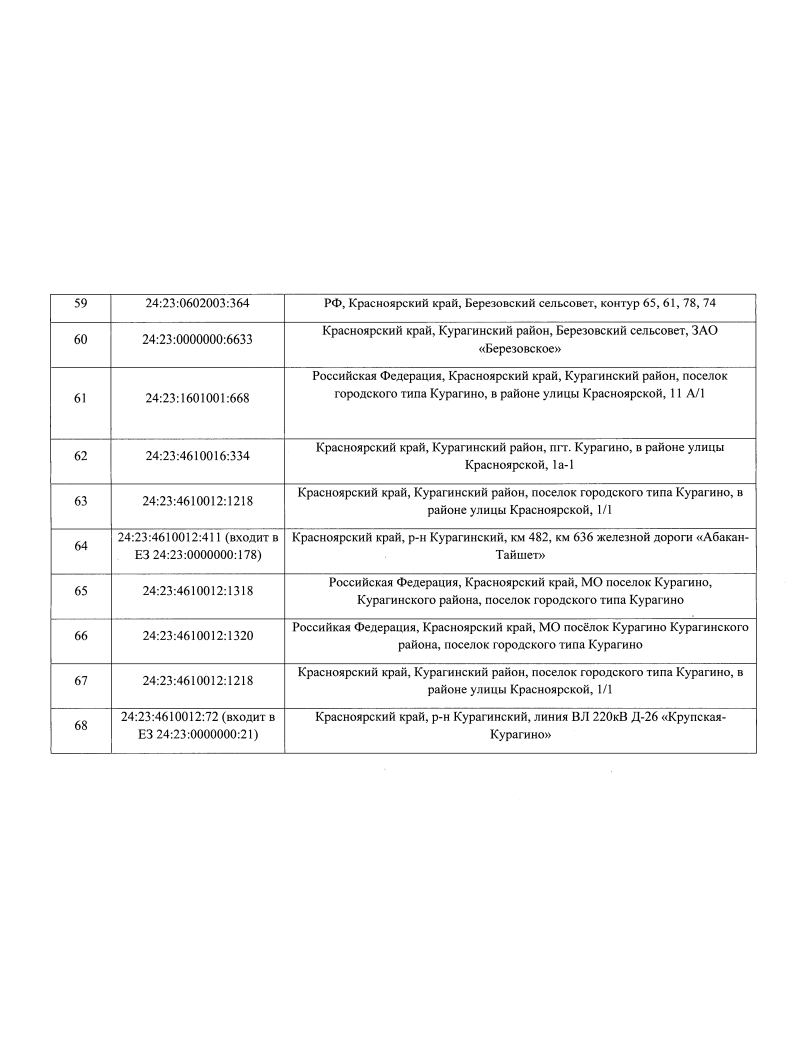 59 24:23:0602003:364 РФ, Красноярский край, Березовский сельсовет, контур 65, 61, 78, 74
60 24:23:0000000:6633 Красноярский край, Курагинский район, Березовский сельсовет, ЗАО
«Березовское»
61 24:23:1601001:668 Российская Федерация, Красноярский край, Курагинский район, поселок
городского типа Курагино, в районе улицы Красноярской, 11 А/1
62 24:23:4610016:334 Красноярский край, Курагинский район, пгт. Курагино, в районе улицы
Красноярской, 1а-1
63 24:23:4610012:1218 Красноярский край, Курагинский район, поселок городского типа Курагино, в
районе улицы Красноярской, 1/1
64 24:23:4610012:411 (входит в
ЕЗ 24:23:0000000:178) Красноярский край, р-н Курагинский, км 482, км 636 железной дороги «Абакан-
Тайшет»
65 24:23:4610012:1318 Российская Федерация, Красноярский край, МО поселок Курагино,
Курагинского района, поселок городского типа Курагино
66 24:23:4610012:1320 Российкая Федерация, Красноярский край, МО посёлок Курагино Курагинского
района, поселок городского типа Курагино
67 24:23:4610012:1218 Красноярский край, Курагинский район, поселок городского типа Курагино, в
районе улицы Красноярской, 1/1
68 24:23:4610012:72 (входит в
ЕЗ 24:23:0000000:21) Красноярский край, р-н Курагинский, линия ВЛ 220кВ Д-26 «Крупская-
Курагино»